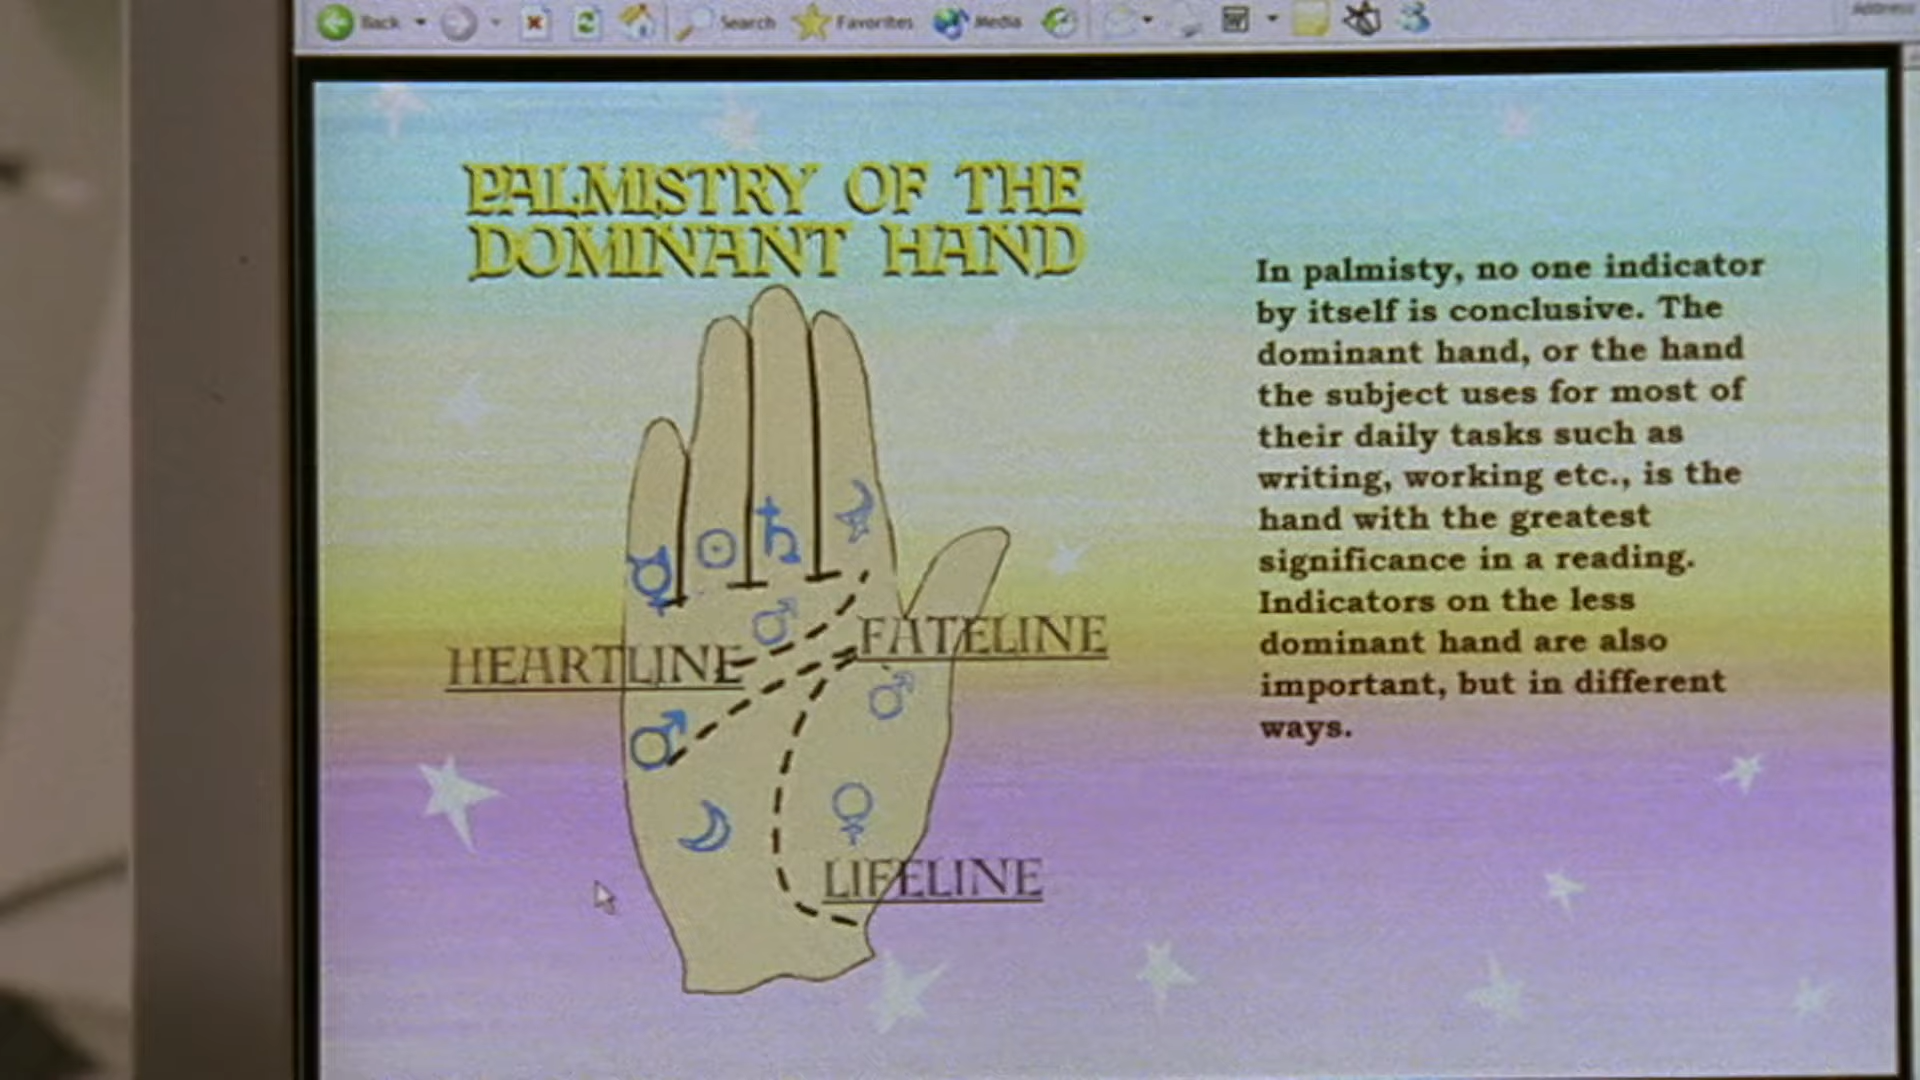 Back Search Favorites Media
Address
PALMISTRY OF THE
DOMINANT HAND
In palmisty, no one indicator
by itself is conclusive. The
dominant hand, or the hand
the subject uses for most of
their daily tasks such as
writing, working etc., is the
hand with the greatest
significance in a reading.
Indicators on the less
dominant hand are also
important, but in different
ways.
HEARTLINE
FATELINE
LIFELINE